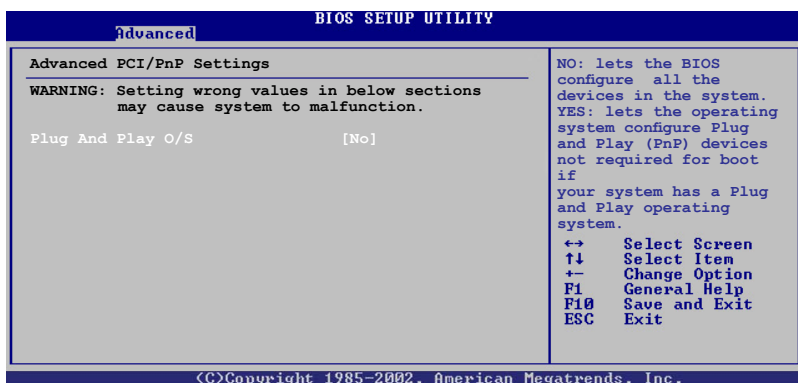 BIOS SETUP UTILITY
Advanced
Advanced PCI/PnP Settings
WARNING: Setting wrong values in below sections
may cause system to malfunction.
Plug And Play O/S [No]
NO: lets the BIOS
configure all the
devices in the system.
YES: lets the operating
system configure Plug
and Play (PnP) devices
not required for boot
if
your system has a Plug
and Play operating
system.
↔ Select Screen
↑↓ Select Item
+- Change Option
F1 General Help
F10 Save and Exit
ESC Exit
(C)Copyright 1985-2002, American Megatrends, Inc.